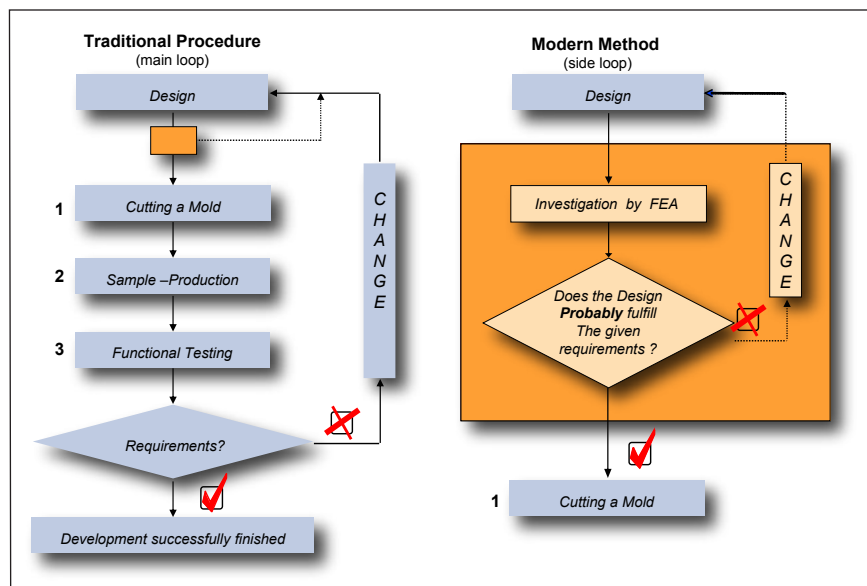 Traditional Procedure
(main loop)
Design
1
Cutting a Mold
2
Sample –Production
3
Functional Testing
Requirements?
Development successfully finished
C
H
A
N
G
E
Modern Method
(side loop)
Design
Investigation by FEA
Does the Design
Probably fulfill
The given
requirements ?
C
H
A
N
G
E
1
Cutting a Mold